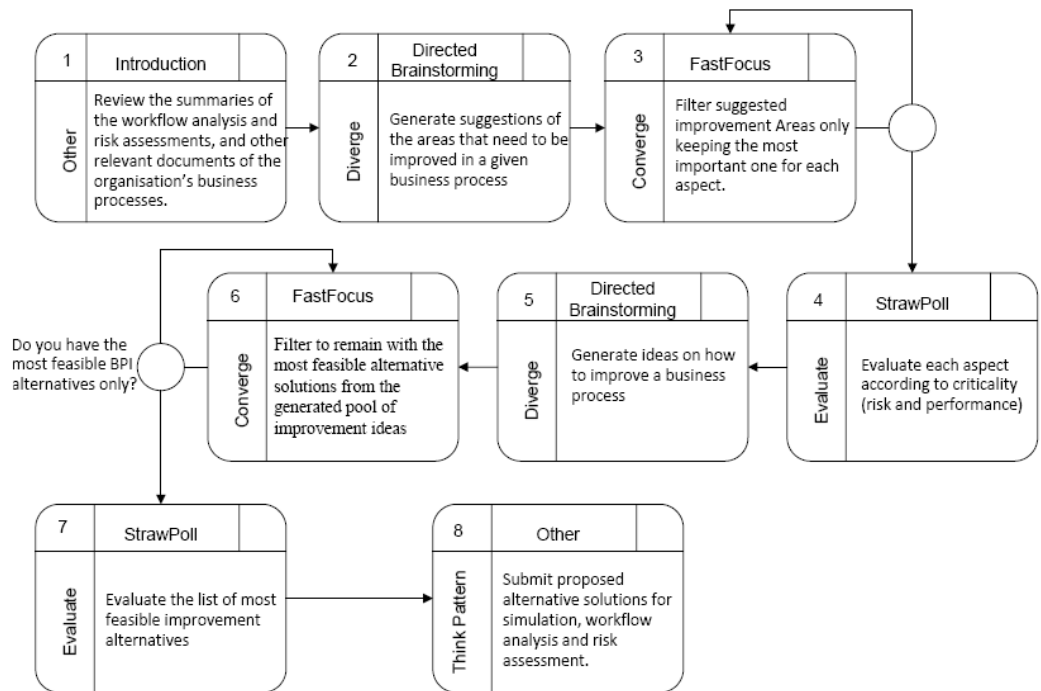 1
Introduction
Other
Review the summaries of
the workflow analysis and
risk assessments, and other
relevant documents of the
organisation's business
processes.
2
Directed
Brainstorming
Diverge
Generate suggestions of
the areas that need to be
improved in a given
business process
3
FastFocus
Converge
Filter suggested
improvement Areas only
keeping the most
important one for each
aspect.
4
StrawPoll
Evaluate
Evaluate each aspect
according to criticality
(risk and performance)
5
Directed
Brainstorming
Diverge
Generate ideas on how
to improve a business
process
6
FastFocus
Converge
Filter to remain with the
most feasible alternative
solutions from the
generated pool of
improvement ideas
Do you have the
most feasible BPI
alternatives only?
7
StrawPoll
Evaluate
Evaluate the list of most
feasible improvement
alternatives
8
Other
Think Pattern
Submit proposed
alternative solutions for
simulation, workflow
analysis and risk
assessment.